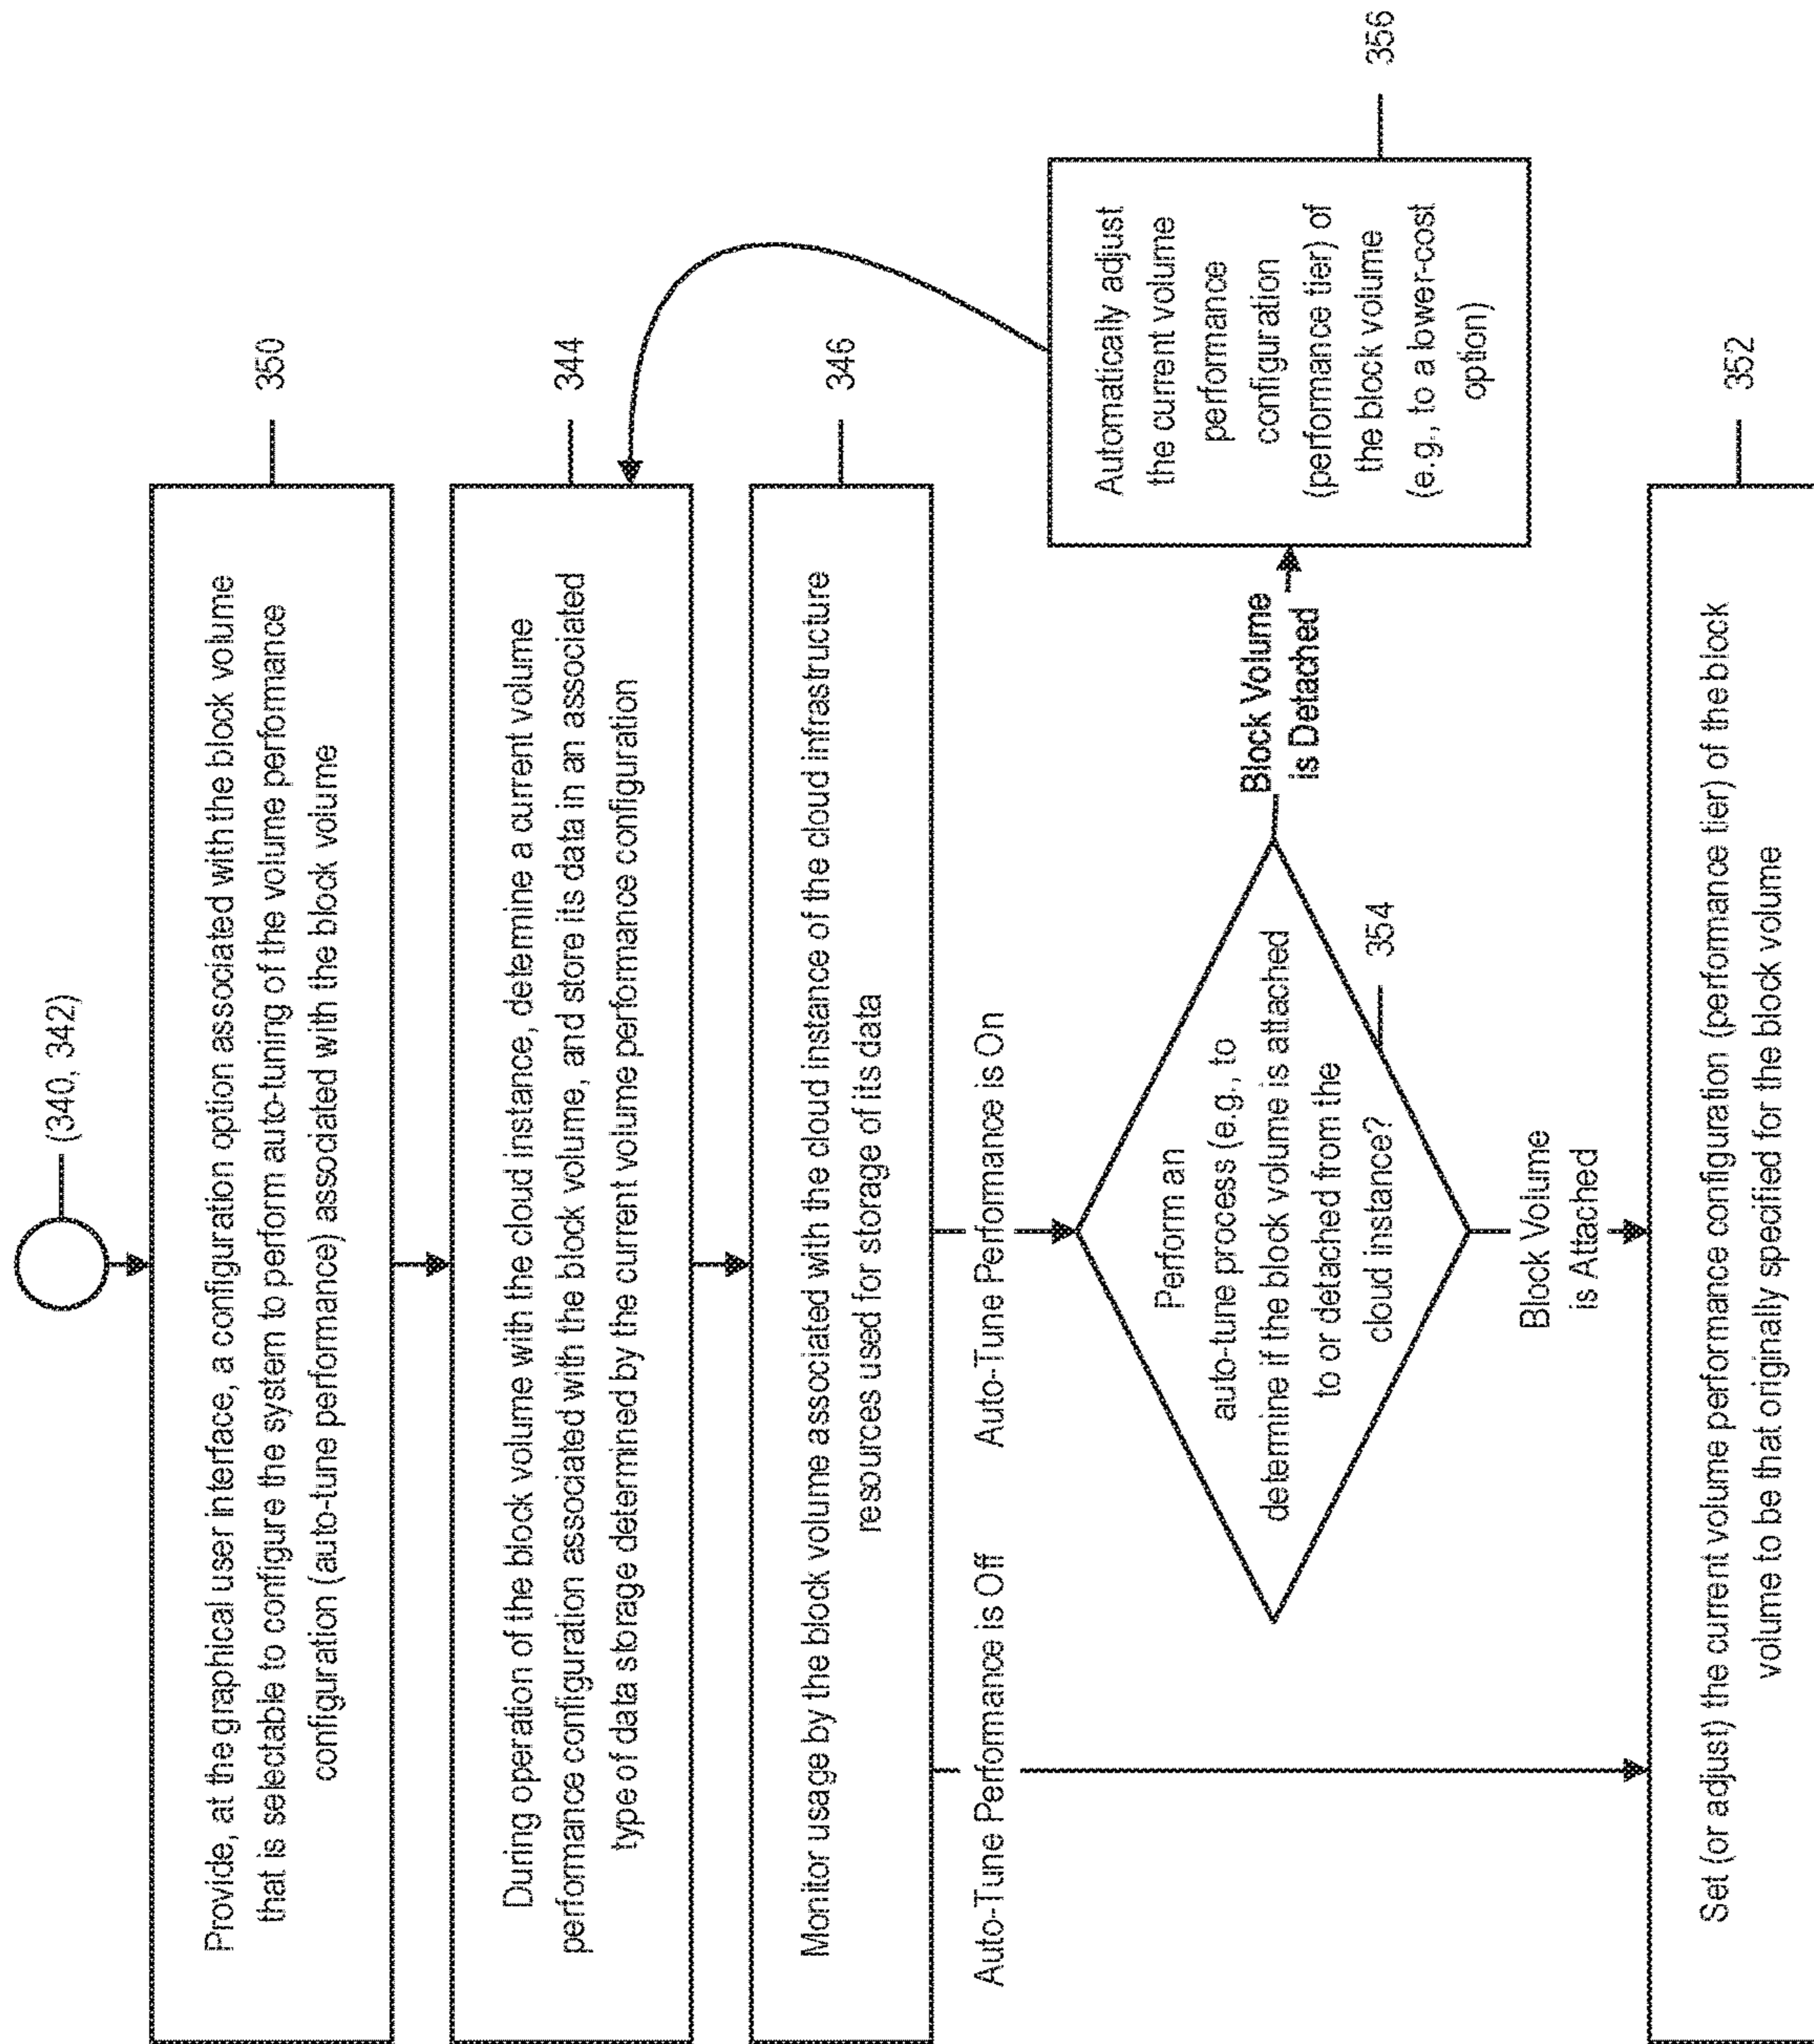 (340, 342)
Provide, at the graphical user interface, a configuration option associated with the block volume
that is selectable to configure the system to perform auto-tuning of the volume performance
configuration (auto-tune performance) associated with the block volume
350
During operation of the block volume with the cloud instance, determine a current volume
performance configuration associated with the block volume, and store its data in an associated
type of data storage determined by the current volume performance configuration
344
Monitor usage by the block volume associated with the cloud instance of the cloud infrastructure
resources used for storage of its data
346
Auto-Tune Performance is Off
Auto-Tune Performance is On
Perform an
auto-tune process (e.g., to
determine if the block volume is attached
to or detached from the
cloud instance?
354
Block Volume
is Detached
Automatically adjust
the current volume
performance
configuration
(performance tier) of
the block volume
(e.g., to a lower-cost
option)
356
Block Volume
is Attached
Set (or adjust) the current volume performance configuration (performance tier) of the block
volume to be that originally specified for the block volume
352